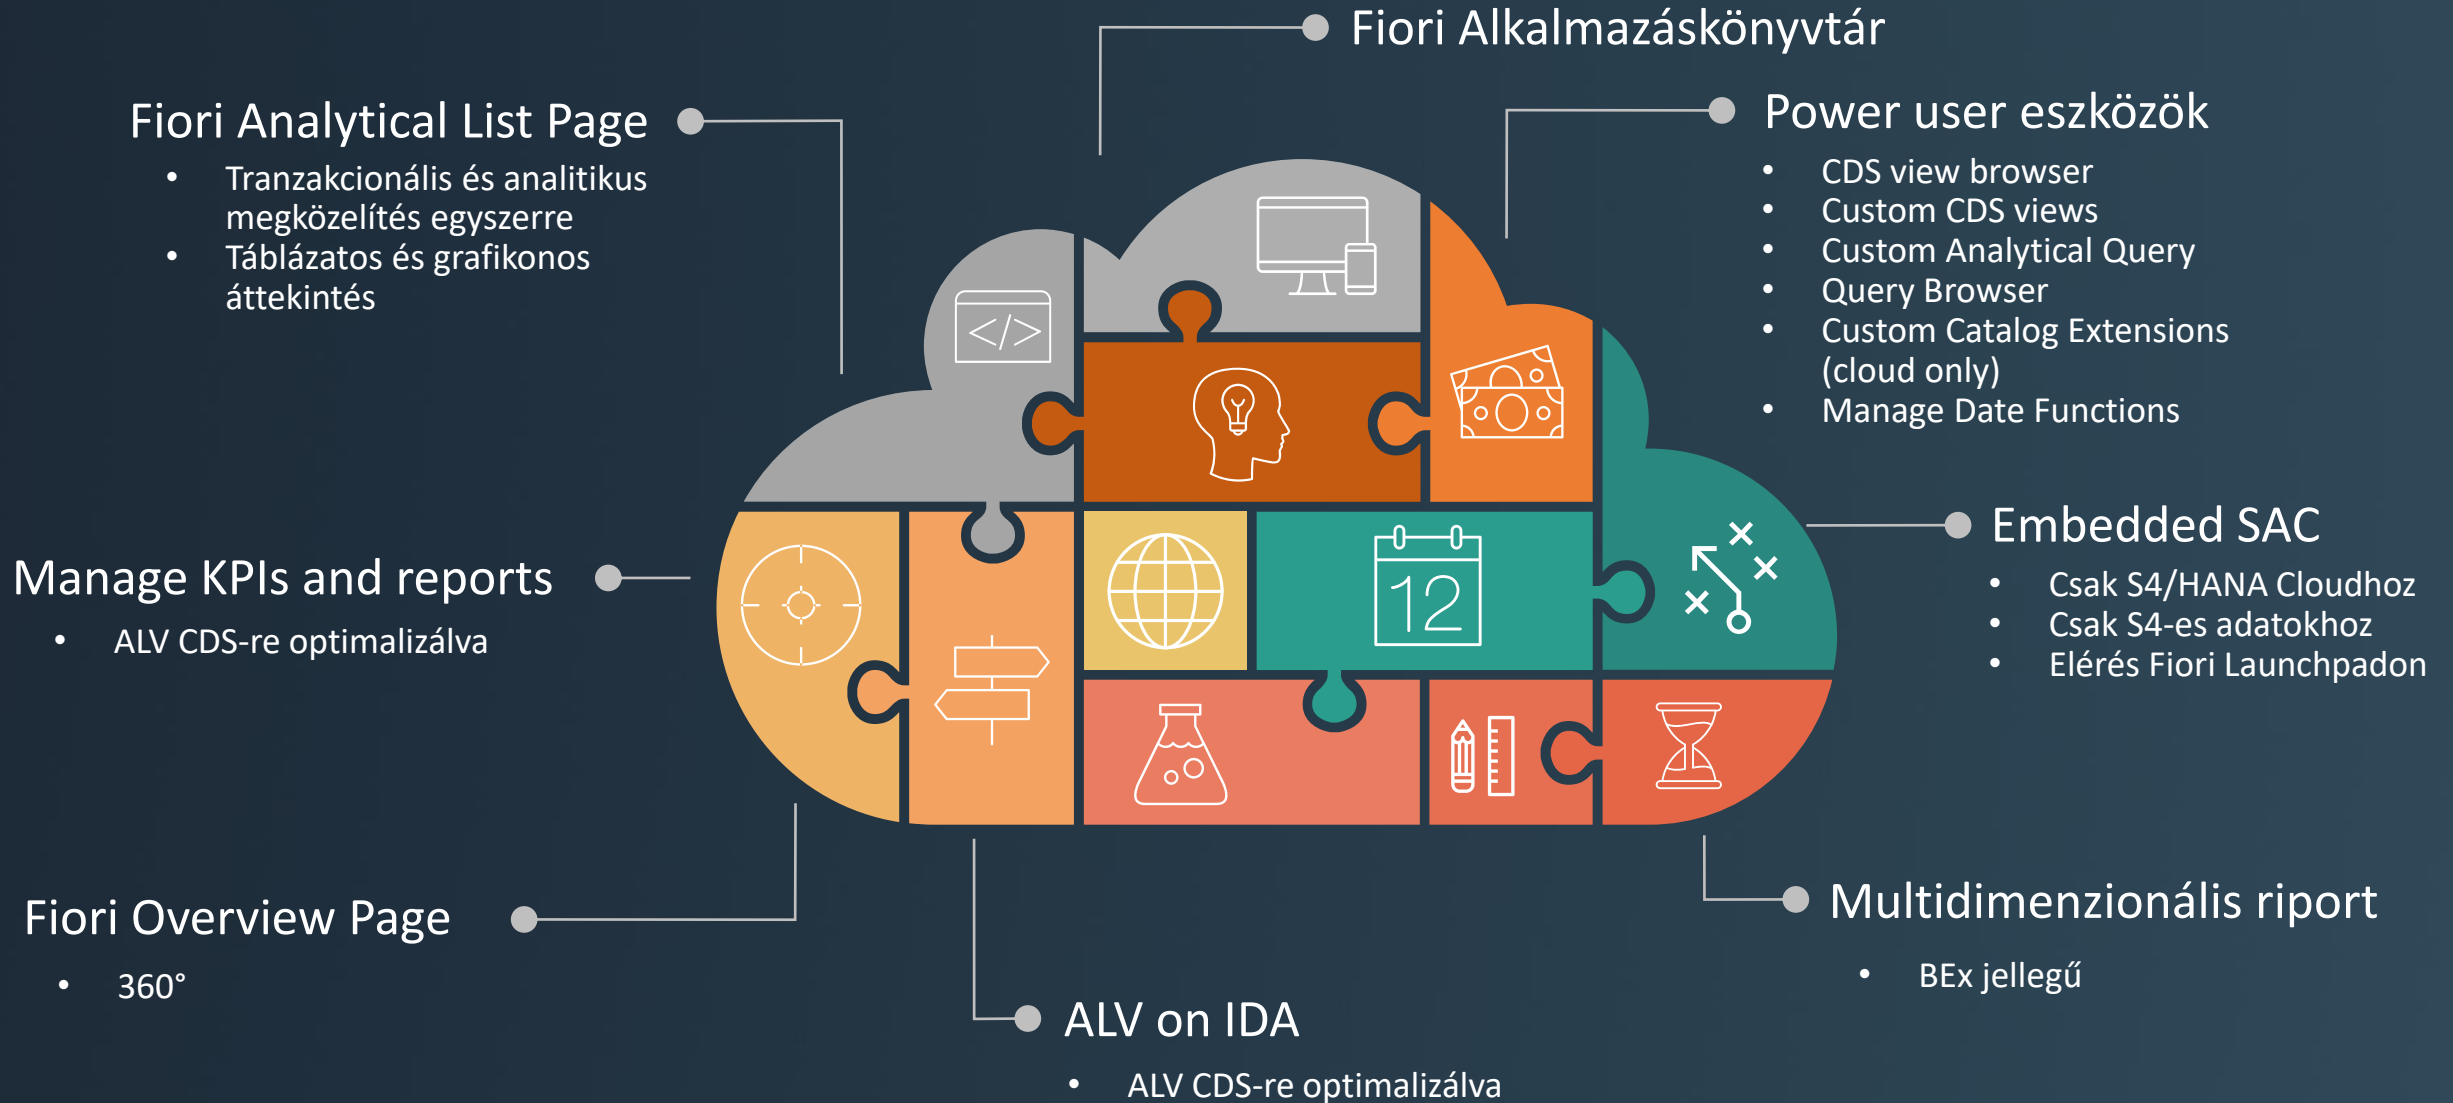 Fiori Alkalmazáskönyvtár
Fiori Analytical List Page
• Tranzakcionális és analitikus
megközelítés egyszerre
• Táblázatos és grafikonos
áttekintés
Power user eszközök
• CDS view browser
• Custom CDS views
• Custom Analytical Query
• Query Browser
• Custom Catalog Extensions
(cloud only)
• Manage Date Functions
</>
12
Manage KPIs and reports
• ALV CDS-re optimalizálva
Embedded SAC
• Csak S4/HANA Cloudhoz
• Csak S4-es adatokhoz
• Elérés Fiori Launchpadon
Fiori Overview Page
• 360°
ALV on IDA
• ALV CDS-re optimalizálva
Multidimenzionális riport
• BEx jellegű